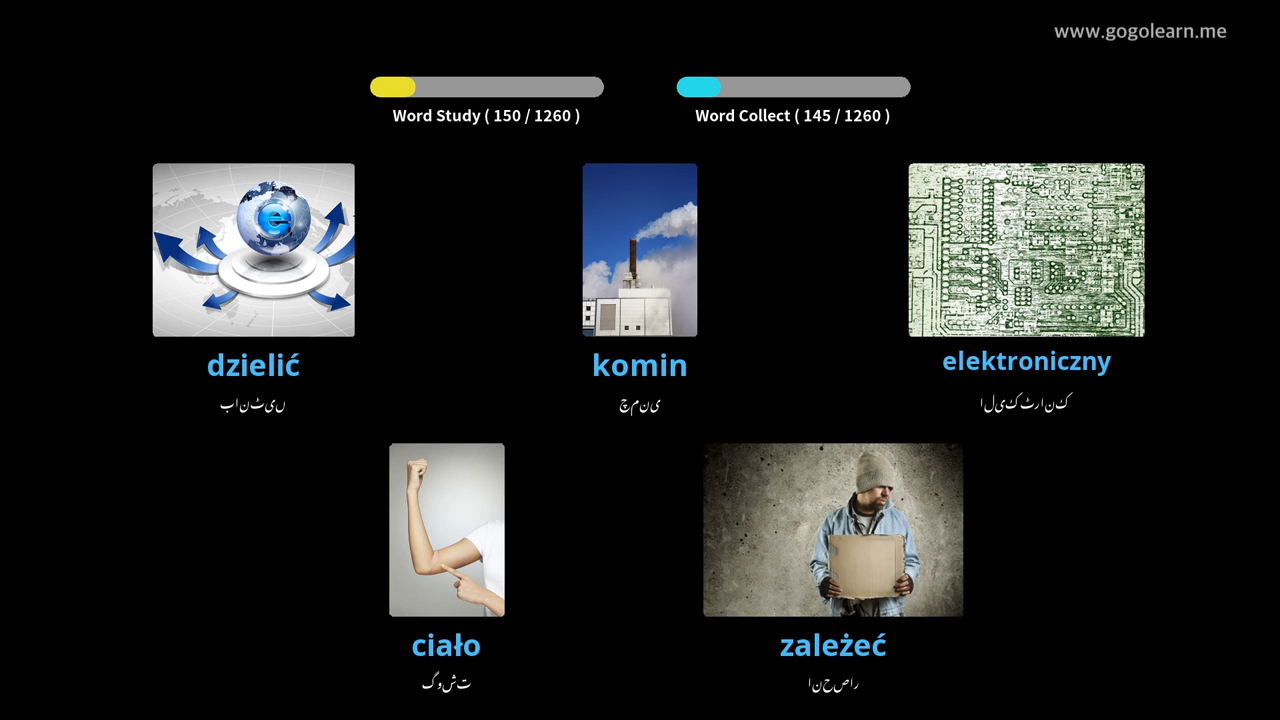 www.gogolearn.me
Word Study ( 150 / 1260 )
Word Collect ( 145 / 1260 )
dzielić
komin
elektroniczny
بانٹیں
چمنی
الیکٹرانک
ciało
zależeć
گوشت
انحصار